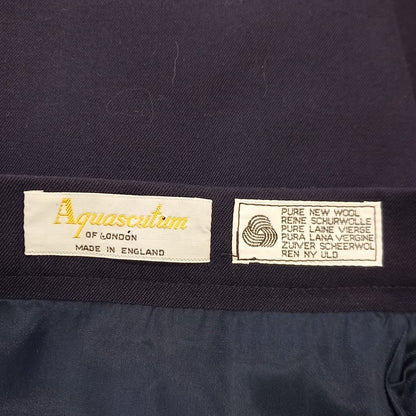 Aquascutum
OF LONDON
MADE IN ENGLAND
PURE NEW WOOL
REINE SCHURWOLLE
PURE LAINE VIERGE
PURA LANA VERGINE
ZUIVER SCHEERWOL
REN NY ULD